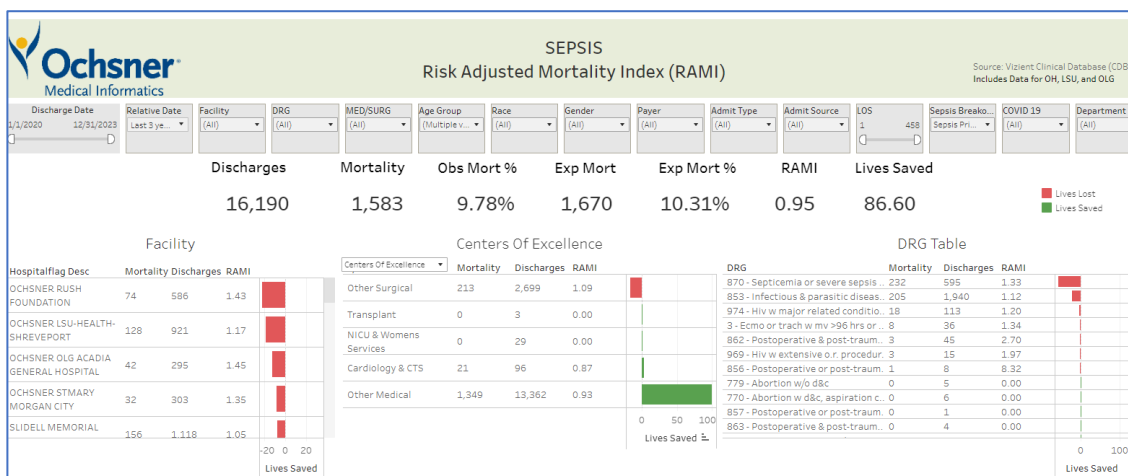 Ochsner
Medical Informatics
SEPSIS
Risk Adjusted Mortality Index (RAMI)
Source: Vizient Clinical Database (CDB
Includes Data for OH, LSU, and OLG
Discharge Date Relative Date Facility DRG MED/SURG Age Group Race Gender Payer Admit Type Admit Source LOS Sepsis Breako... COVID 19 Department
1/1/2020 12/31/2023 Last 3 ye... (All) (All) (All) (Multiple v... (All) (All) (All) (All) (All) 1 458 Sepsis Pri... (All) (All)
Discharges Mortality Obs Mort % Exp Mort Exp Mort % RAMI Lives Saved
16,190 1,583 9.78% 1,670 10.31% 0.95 86.60
Lives Lost
Lives Saved
Facility
Hospitalflag Desc Mortality Discharges RAMI
OCHSNER RUSH
FOUNDATION 74 586 1.43
OCHSNER LSU-HEALTH-
SHREVEPORT 128 921 1.17
OCHSNER OLG ACADIA
GENERAL HOSPITAL 42 295 1.45
OCHSNER STMARY
MORGAN CITY 32 303 1.35
SLIDELL MEMORIAL 156 1,118 1.05
-20 0 20
Lives Saved
Centers Of Excellence
Centers Of Excellence Mortality Discharges RAMI
Other Surgical 213 2,699 1.09
Transplant 0 3 0.00
NICU & Womens
Services 0 29 0.00
Cardiology & CTS 21 96 0.87
Other Medical 1,349 13,362 0.93
0 50 100
Lives Saved
DRG Table
DRG Mortality Discharges RAMI
870 - Septicemia or severe sepsis .. 232 595 1.33
853 - Infectious & parasitic diseas.. 205 1,940 1.12
974 - Hiv w major related conditio.. 18 113 1.20
3 - Ecmo or trach w mv >96 hrs or .. 8 36 1.34
862 - Postoperative & post-traum.. 3 45 2.70
969 - Hiv w extensive o.r. procedur. 3 15 1.97
856 - Postoperative or post-traum. 1 8 8.32
779 - Abortion w/o d&c 0 5 0.00
770 - Abortion w d&c, aspiration c.. 0 6 0.00
857 - Postoperative or post-traum. 0 1 0.00
863 - Postoperative & post-traum.. 0 4 0.00
0 100
Lives Saved